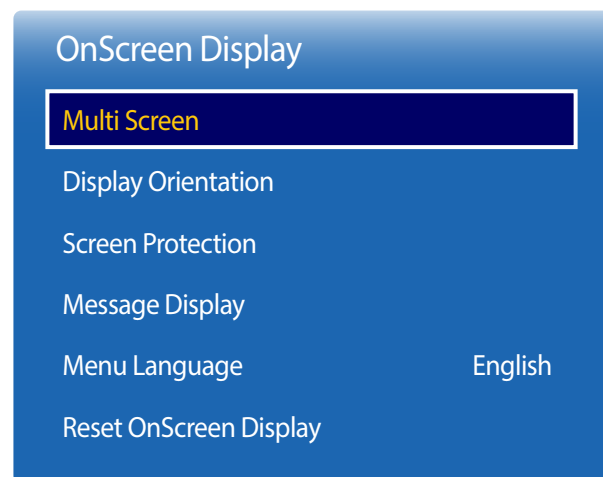 OnScreen Display
Multi Screen
Display Orientation
Screen Protection
Message Display
Menu Language English
Reset OnScreen Display